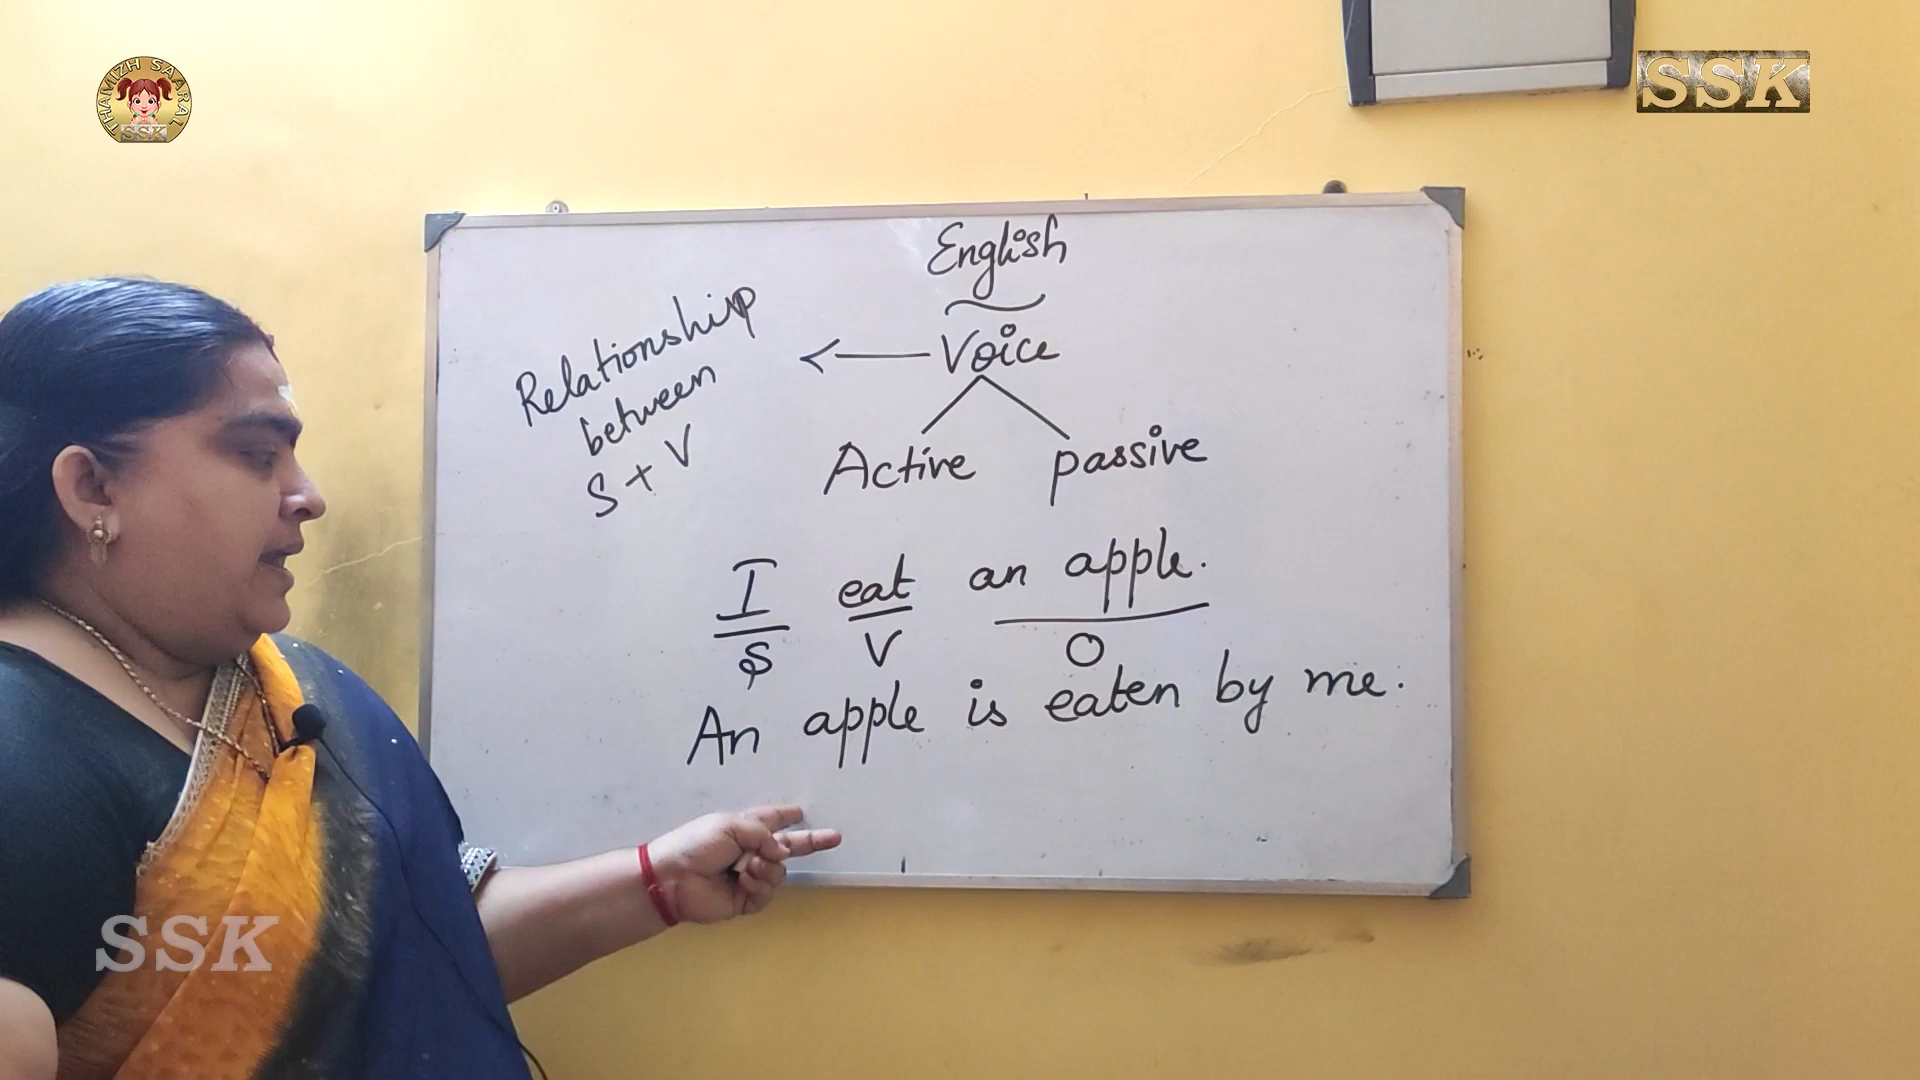 THAMIZH SAARAL
SSK
SSK
English
Voice
Relationship
between
S + V
Active passive
I eat an apple.
S V O
An apple is eaten by me.
SSK